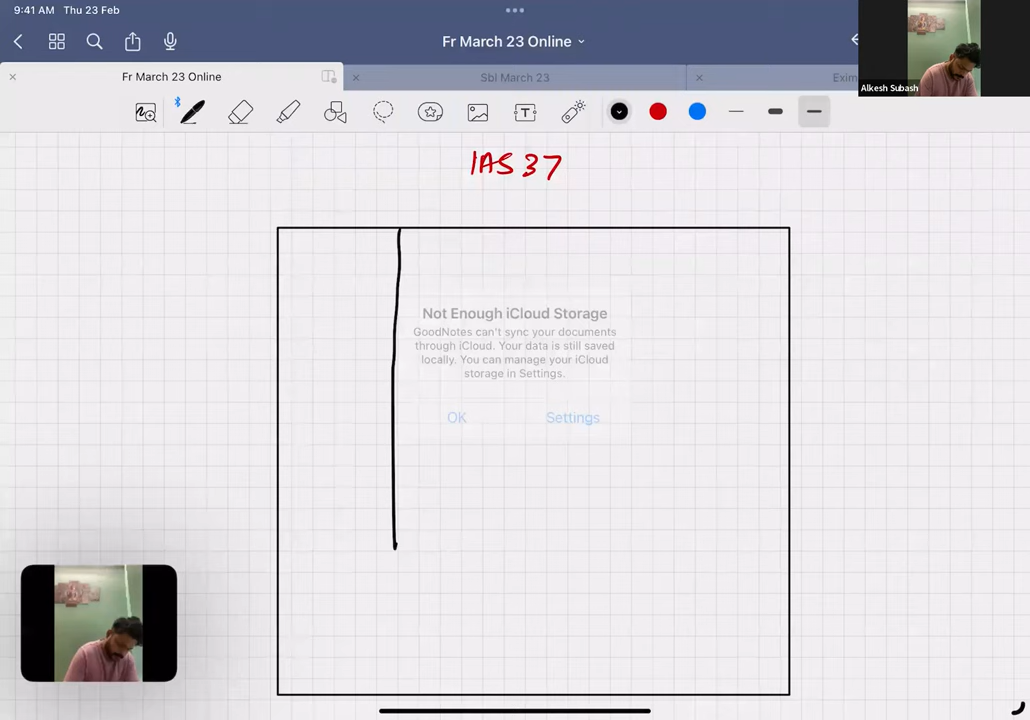 9:41 AM Thu 23 Feb
Fr March 23 Online
Alkesh Subash
Fr March 23 Online
Sbl March 23
Exim
T
IAS 37
Not Enough iCloud Storage
GoodNotes can't sync your documents
through iCloud. Your data is still saved
locally. You can manage your iCloud
storage in Settings.
OK
Settings